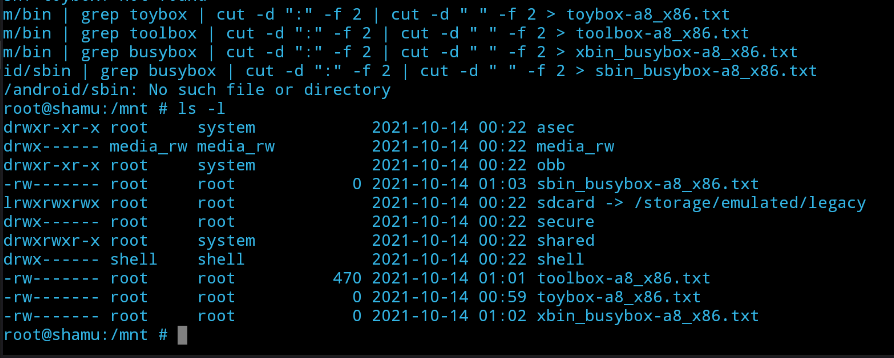 m/bin | grep toybox | cut -d ":" -f 2 | cut -d " " -f 2 > toybox-a8_x86.txt
m/bin | grep toolbox | cut -d ":" -f 2 | cut -d " " -f 2 > toolbox-a8_x86.txt
m/bin | grep busybox | cut -d ":" -f 2 | cut -d " " -f 2 > xbin_busybox-a8_x86.txt
id/sbin | grep busybox | cut -d ":" -f 2 | cut -d " " -f 2 > sbin_busybox-a8_x86.txt
/android/sbin: No such file or directory
root@shamu:/mnt # ls -l
drwxr-xr-x root     system            2021-10-14 00:22 asec
drwx------ media_rw media_rw          2021-10-14 00:22 media_rw
drwxr-xr-x root     system            2021-10-14 00:22 obb
-rw------- root     root            0 2021-10-14 01:03 sbin_busybox-a8_x86.txt
lrwxrwxrwx root     root              2021-10-14 00:22 sdcard -> /storage/emulated/legacy
drwx------ root     root              2021-10-14 00:22 secure
drwxrwxr-x root     system            2021-10-14 00:22 shared
drwx------ shell    shell             2021-10-14 00:22 shell
-rw------- root     root          470 2021-10-14 01:01 toolbox-a8_x86.txt
-rw------- root     root            0 2021-10-14 00:59 toybox-a8_x86.txt
-rw------- root     root            0 2021-10-14 01:02 xbin_busybox-a8_x86.txt
root@shamu:/mnt #